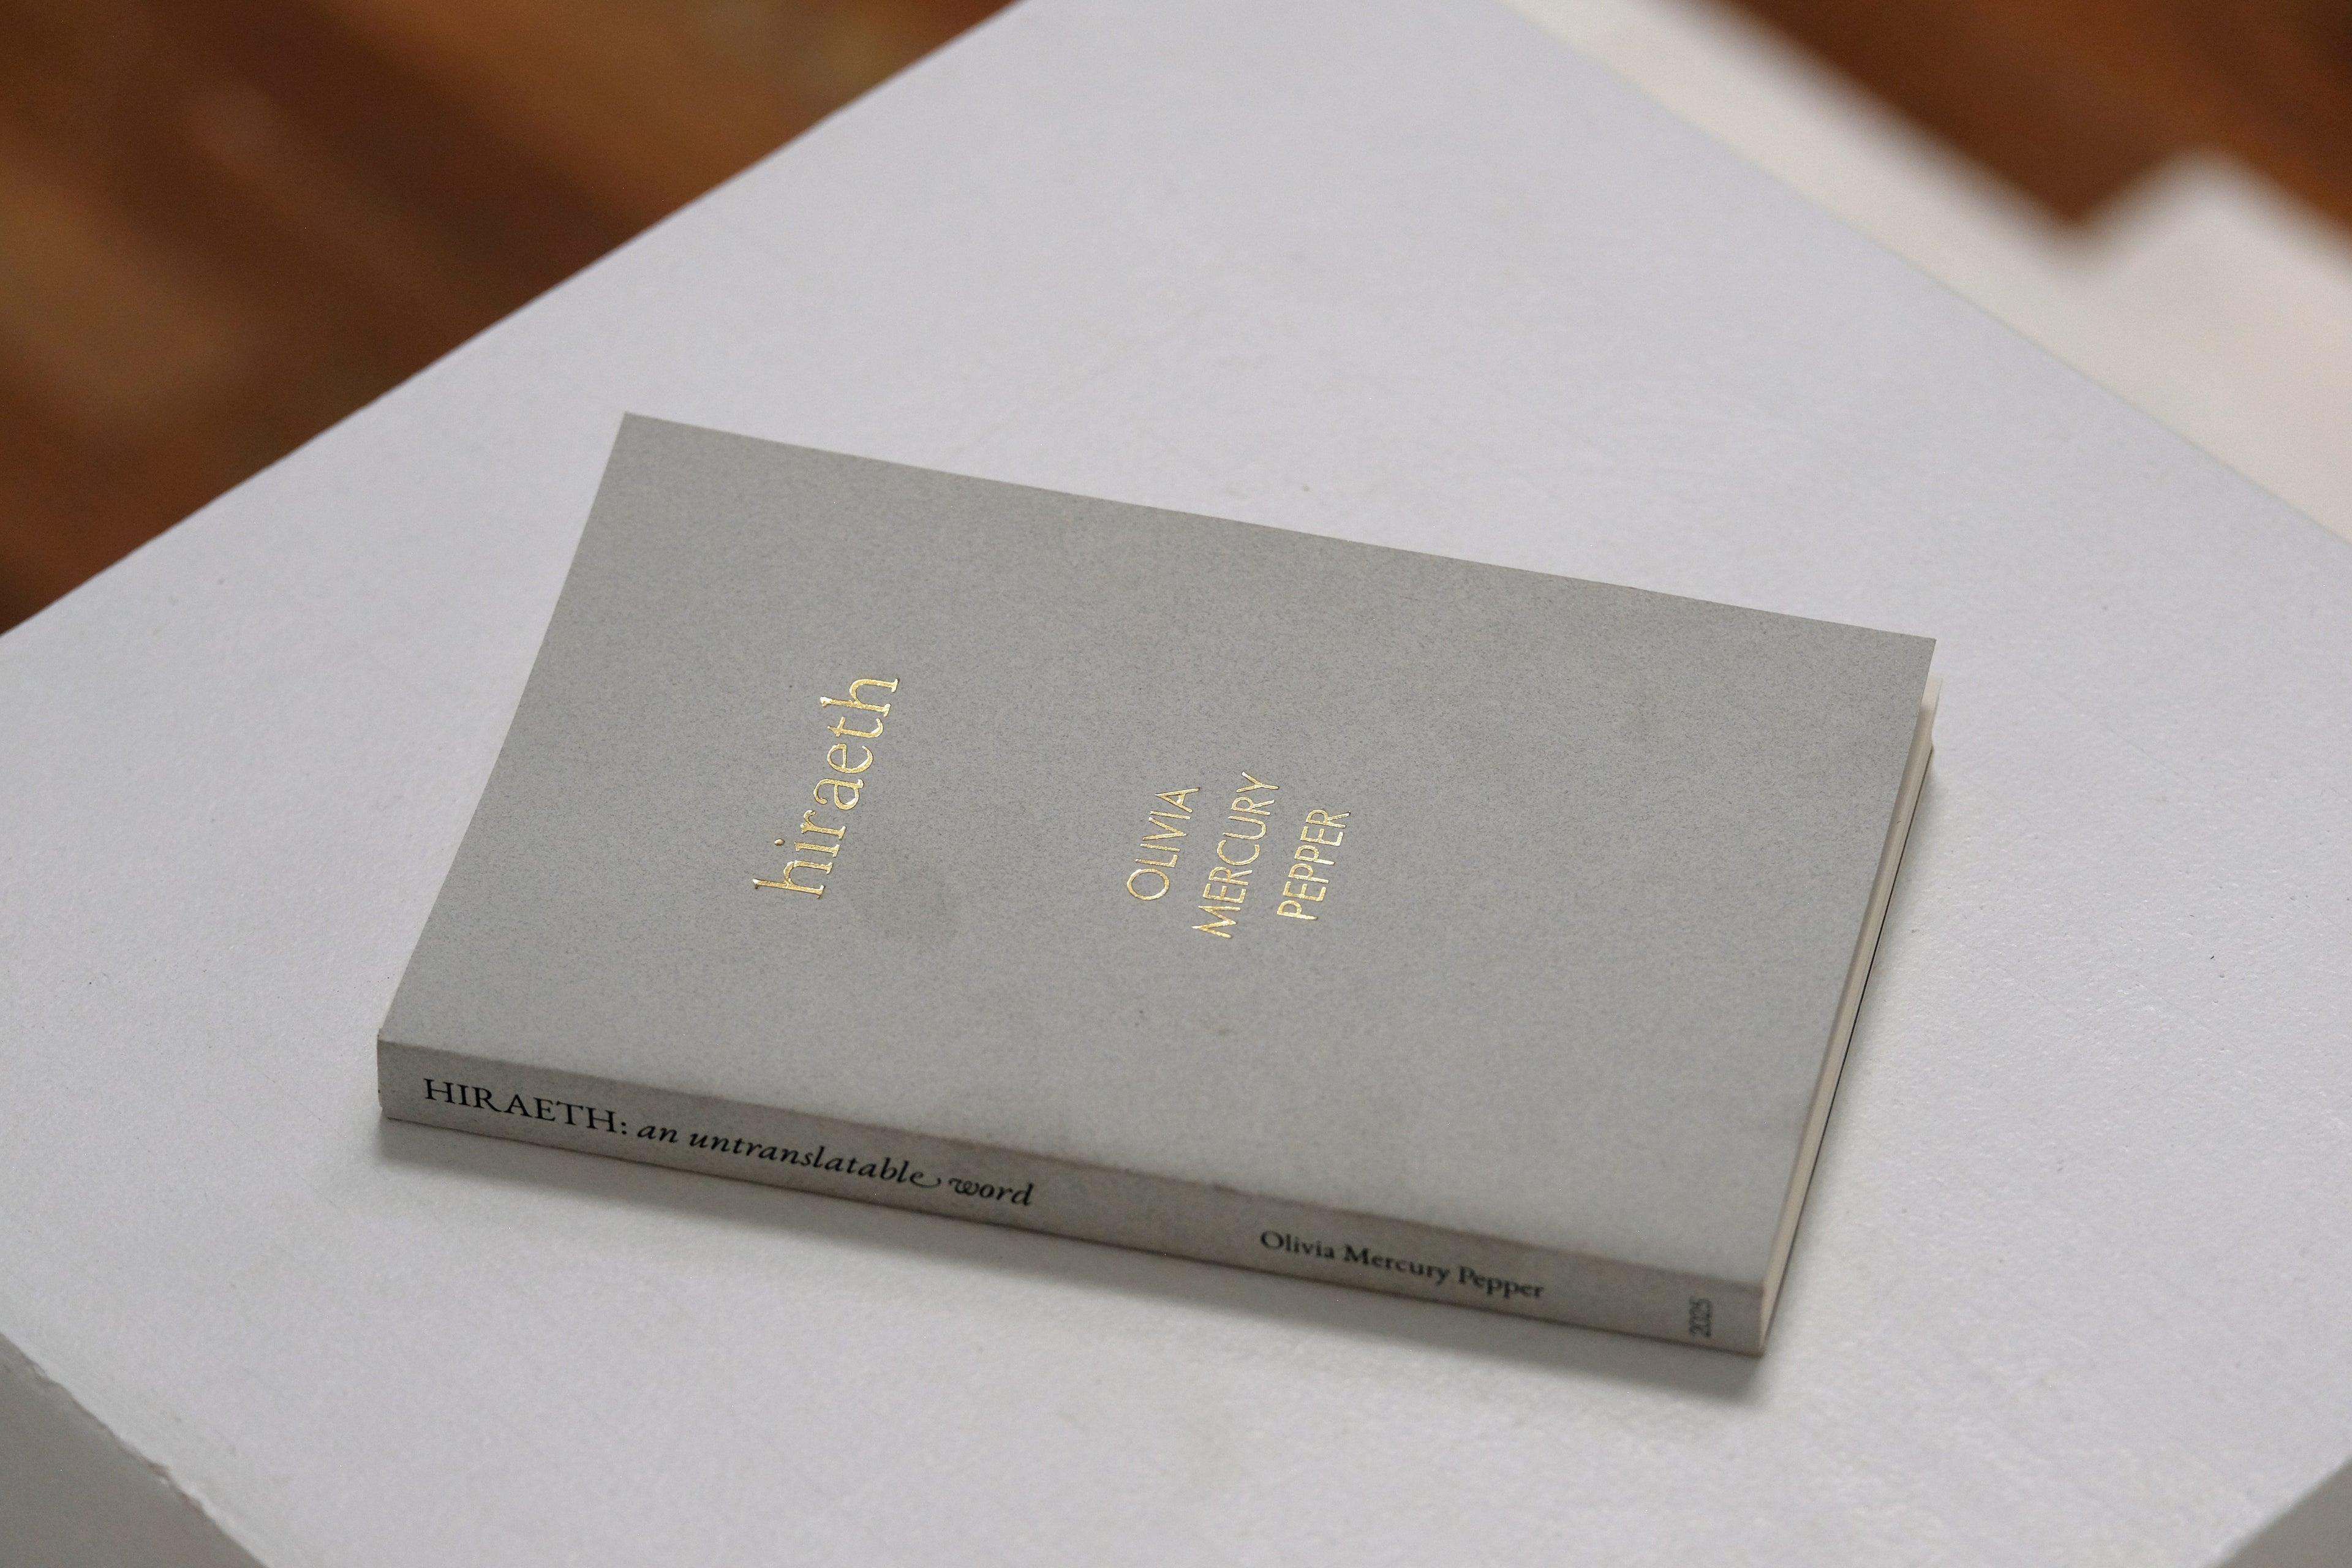 hiraeth
OLIVIA
MERCURY
PEPPER
HIRAETH: an untranslatable word
Olivia Mercury Pepper
2025